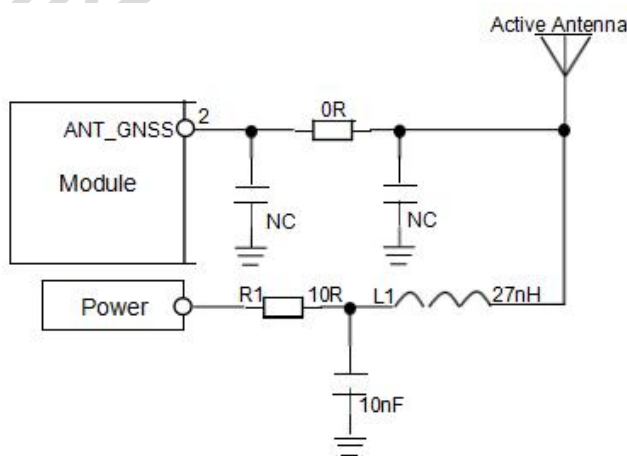 Active Antenna
0R
ANT_GNSS
2
Module
NC
NC
Power
R1
10R
L1
27nH
10nF